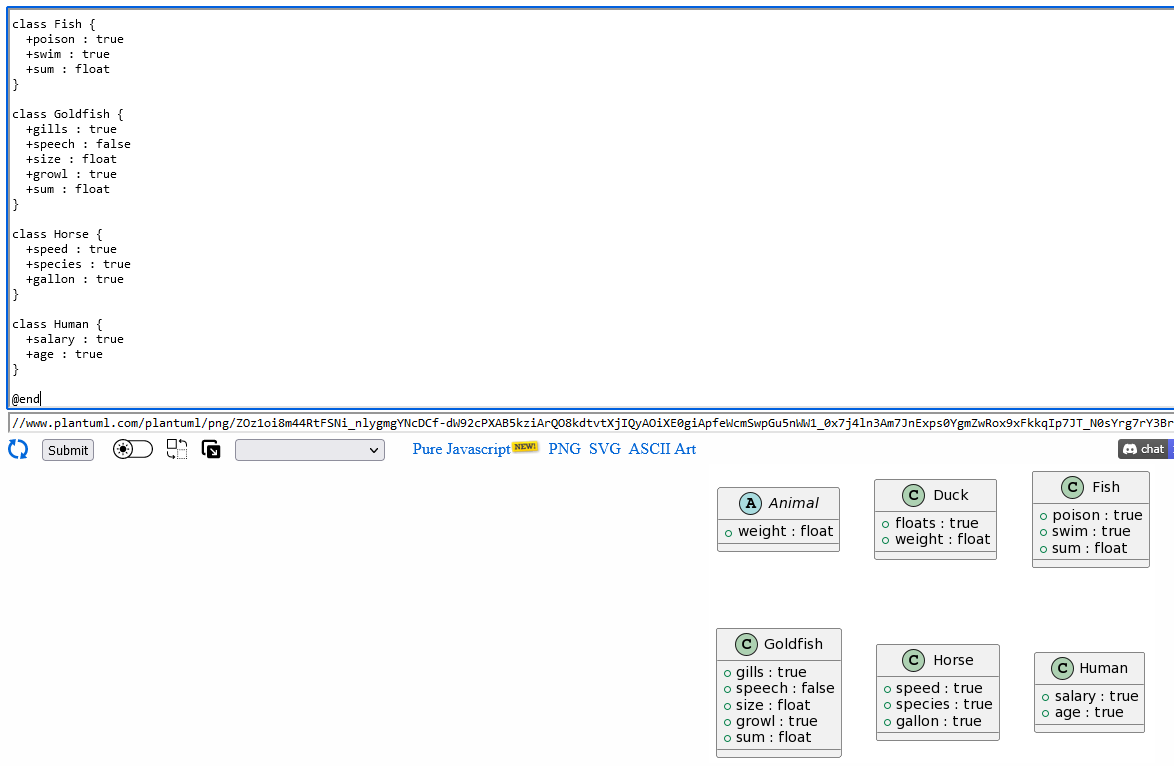 class Fish {
+poison : true
+swim : true
+sum : float
}
class Goldfish {
+gills : true
+speech : false
+size : float
+growl : true
+sum : float
}
class Horse {
+speed : true
+species : true
+gallon : true
}
class Human {
+salary : true
+age : true
}
@end
//www.plantuml.com/plantuml/png/ZOz1oi8m44RtFSNi_nlygmgYNcDCf-dW92cPXAB5kziArQO8kdtvtXjIQyAOiXE0giApfeWcmSwpGu5nWW1_0x7j4ln3Am7JnExps0YgmZwRox9xFkkqIp7JT_N0sYrg7rY3Br
Submit
Pure Javascript NEW! PNG SVG ASCII Art
chat
A Animal
weight : float
C Duck
floats : true
weight : float
C Fish
poison : true
swim : true
sum : float
C Goldfish
gills : true
speech : false
size : float
growl : true
sum : float
C Horse
speed : true
species : true
gallon : true
C Human
salary : true
age : true